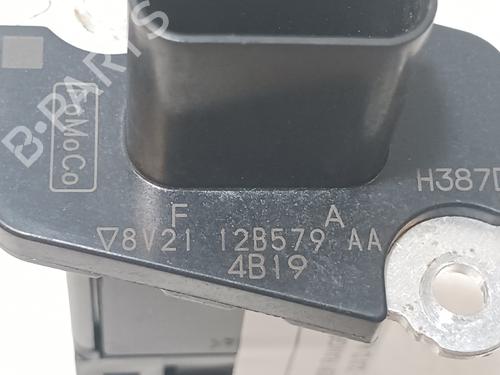 B-PARTS
FoMoCo
H387D
F A
▽8V21 12B579 AA
4B19